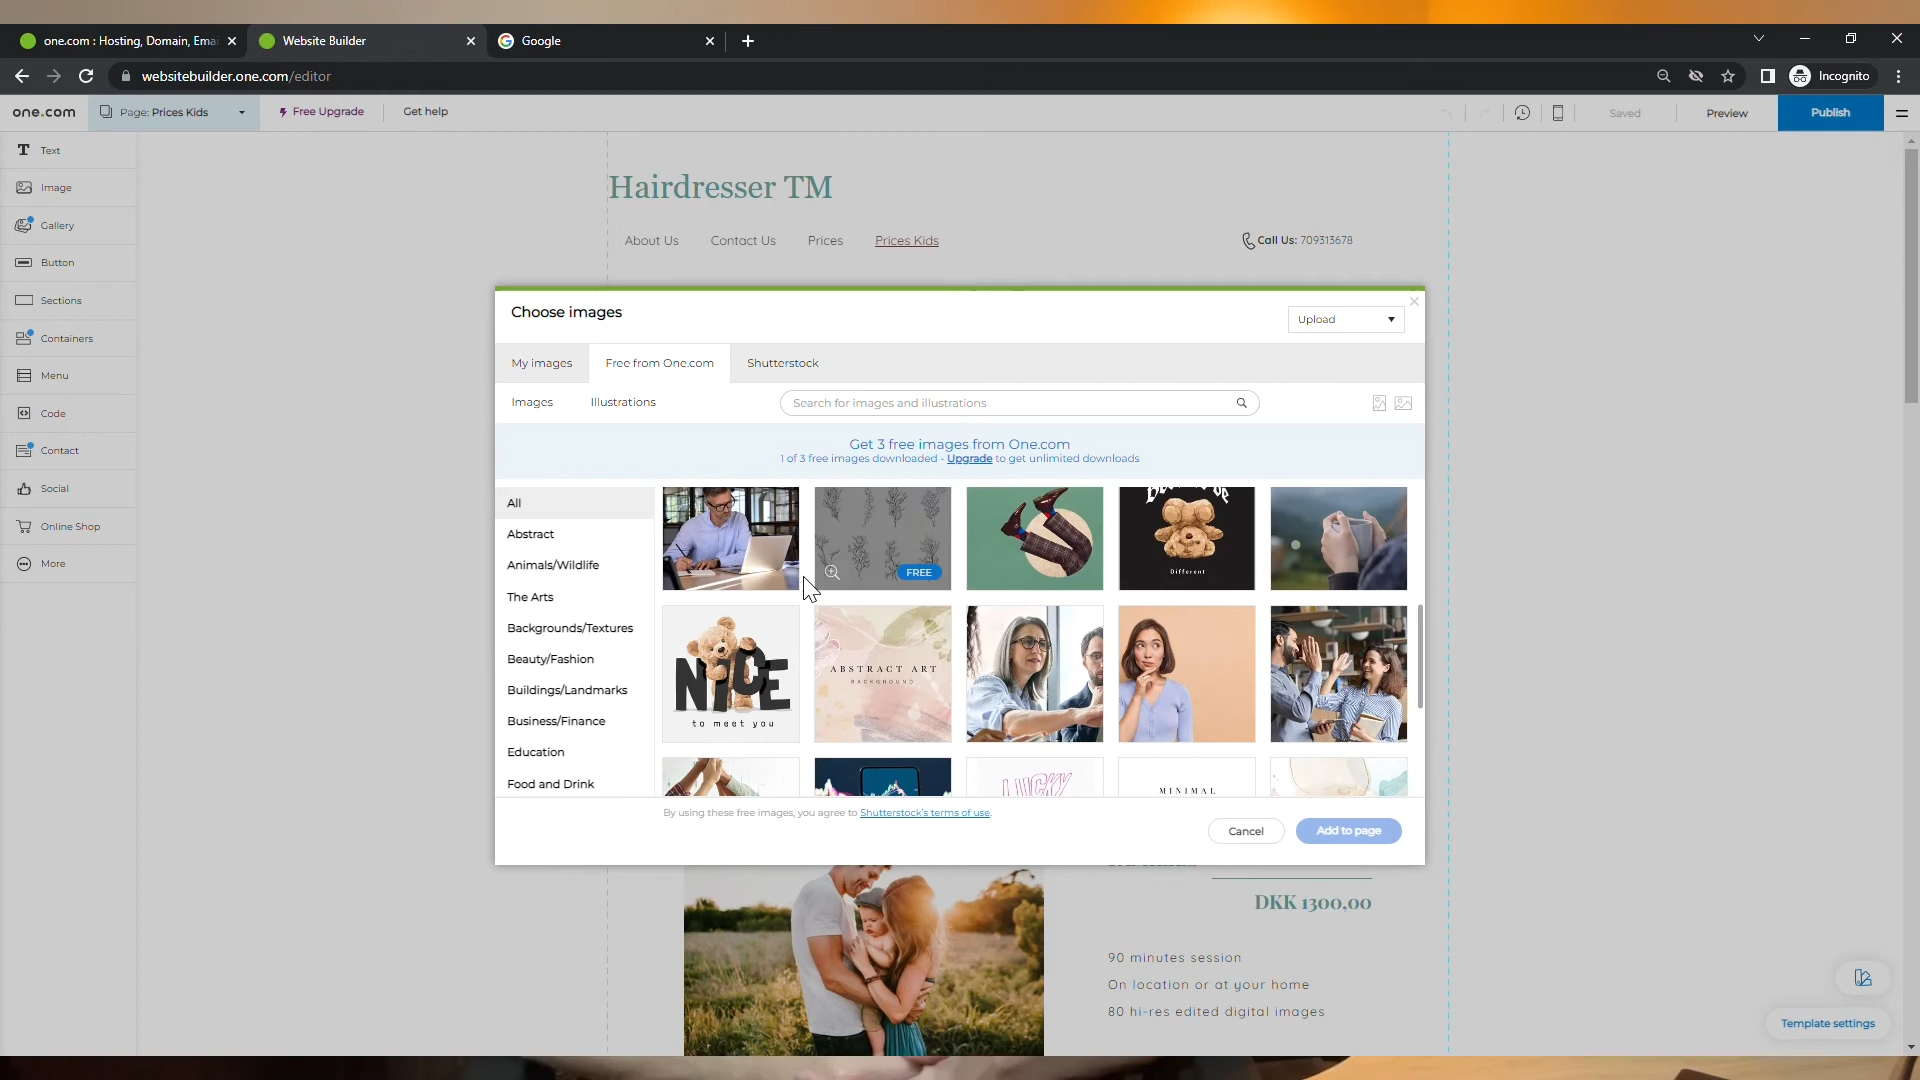 one.com : Hosting, Domain, Emai
Website Builder
Google
websitebuilder.one.com/editor
Incognito
one.com
Page: Prices Kids
Free Upgrade
Get help
Saved
Preview
Publish
Text
Image
Gallery
Button
Sections
Containers
Menu
Code
Contact
Social
Online Shop
More
Hairdresser TM
About Us
Contact Us
Prices
Prices Kids
Call Us: 709313678
Choose images
Upload
My images
Free from One.com
Shutterstock
Images
Illustrations
Search for images and illustrations
Get 3 free images from One.com
1 of 3 free images downloaded - Upgrade to get unlimited downloads
All
Abstract
Animals/Wildlife
The Arts
Backgrounds/Textures
Beauty/Fashion
Buildings/Landmarks
Business/Finance
Education
Food and Drink
FREE
Different
NICE
to meet you
ABSTRACT ART
BACKGROUND
LUCKY
MINIMAL
By using these free images, you agree to Shutterstock's terms of use.
Cancel
Add to page
DKK 1300,00
90 minutes session
On location or at your home
80 hi-res edited digital images
Template settings